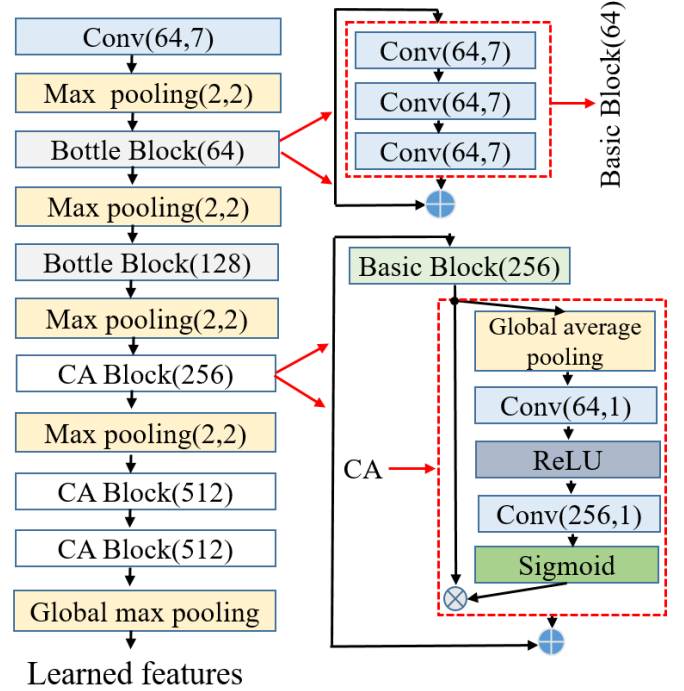 Conv(64,7)
Max pooling(2,2)
Bottle Block(64)
Max pooling(2,2)
Bottle Block(128)
Max pooling(2,2)
CA Block(256)
Max pooling(2,2)
CA Block(512)
CA Block(512)
Global max pooling
Learned features
Conv(64,7)
Conv(64,7)
Conv(64,7)
Basic Block(64)
Basic Block(256)
Global average
pooling
Conv(64,1)
ReLU
Conv(256,1)
Sigmoid
CA